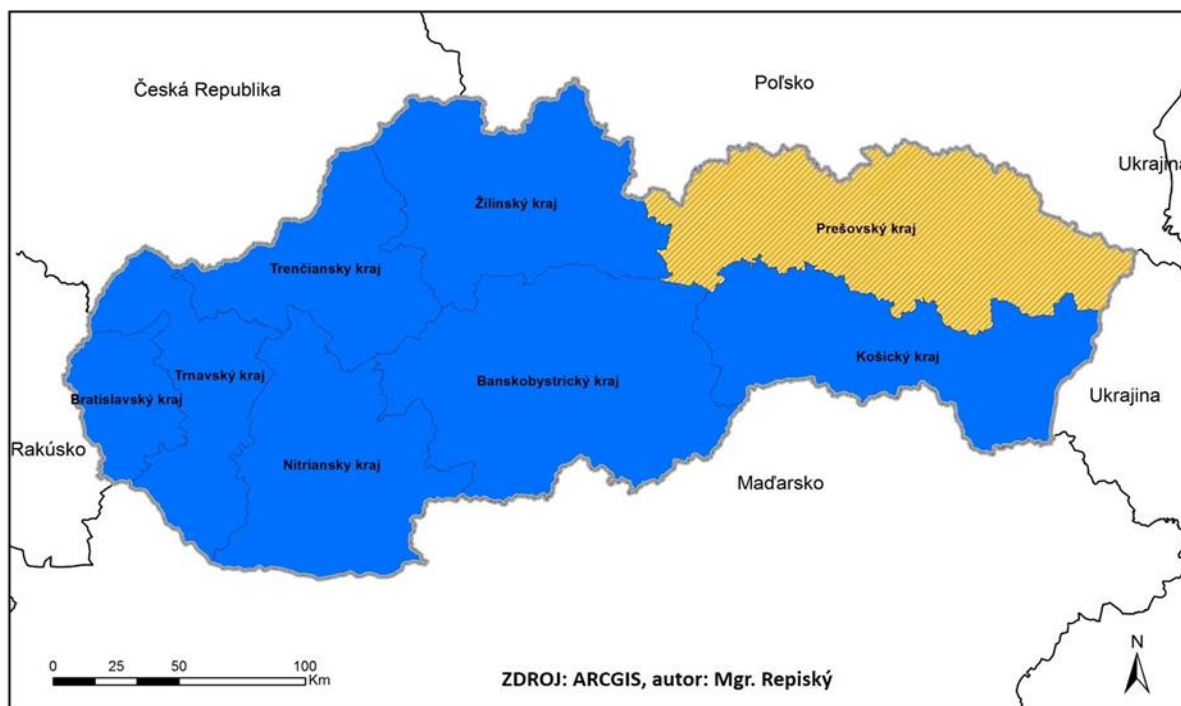 Česká Republika
Poľsko
Ukrajina
Žilinský kraj
Prešovský kraj
Trenčiansky kraj
Košický kraj
Trnavský kraj
Banskobystrický kraj
Bratislavský kraj
Ukrajina
Rakúsko
Nitriansky kraj
Maďarsko
N
0 25 50 100
Km
ZDROJ: ARCGIS, autor: Mgr. Repiský